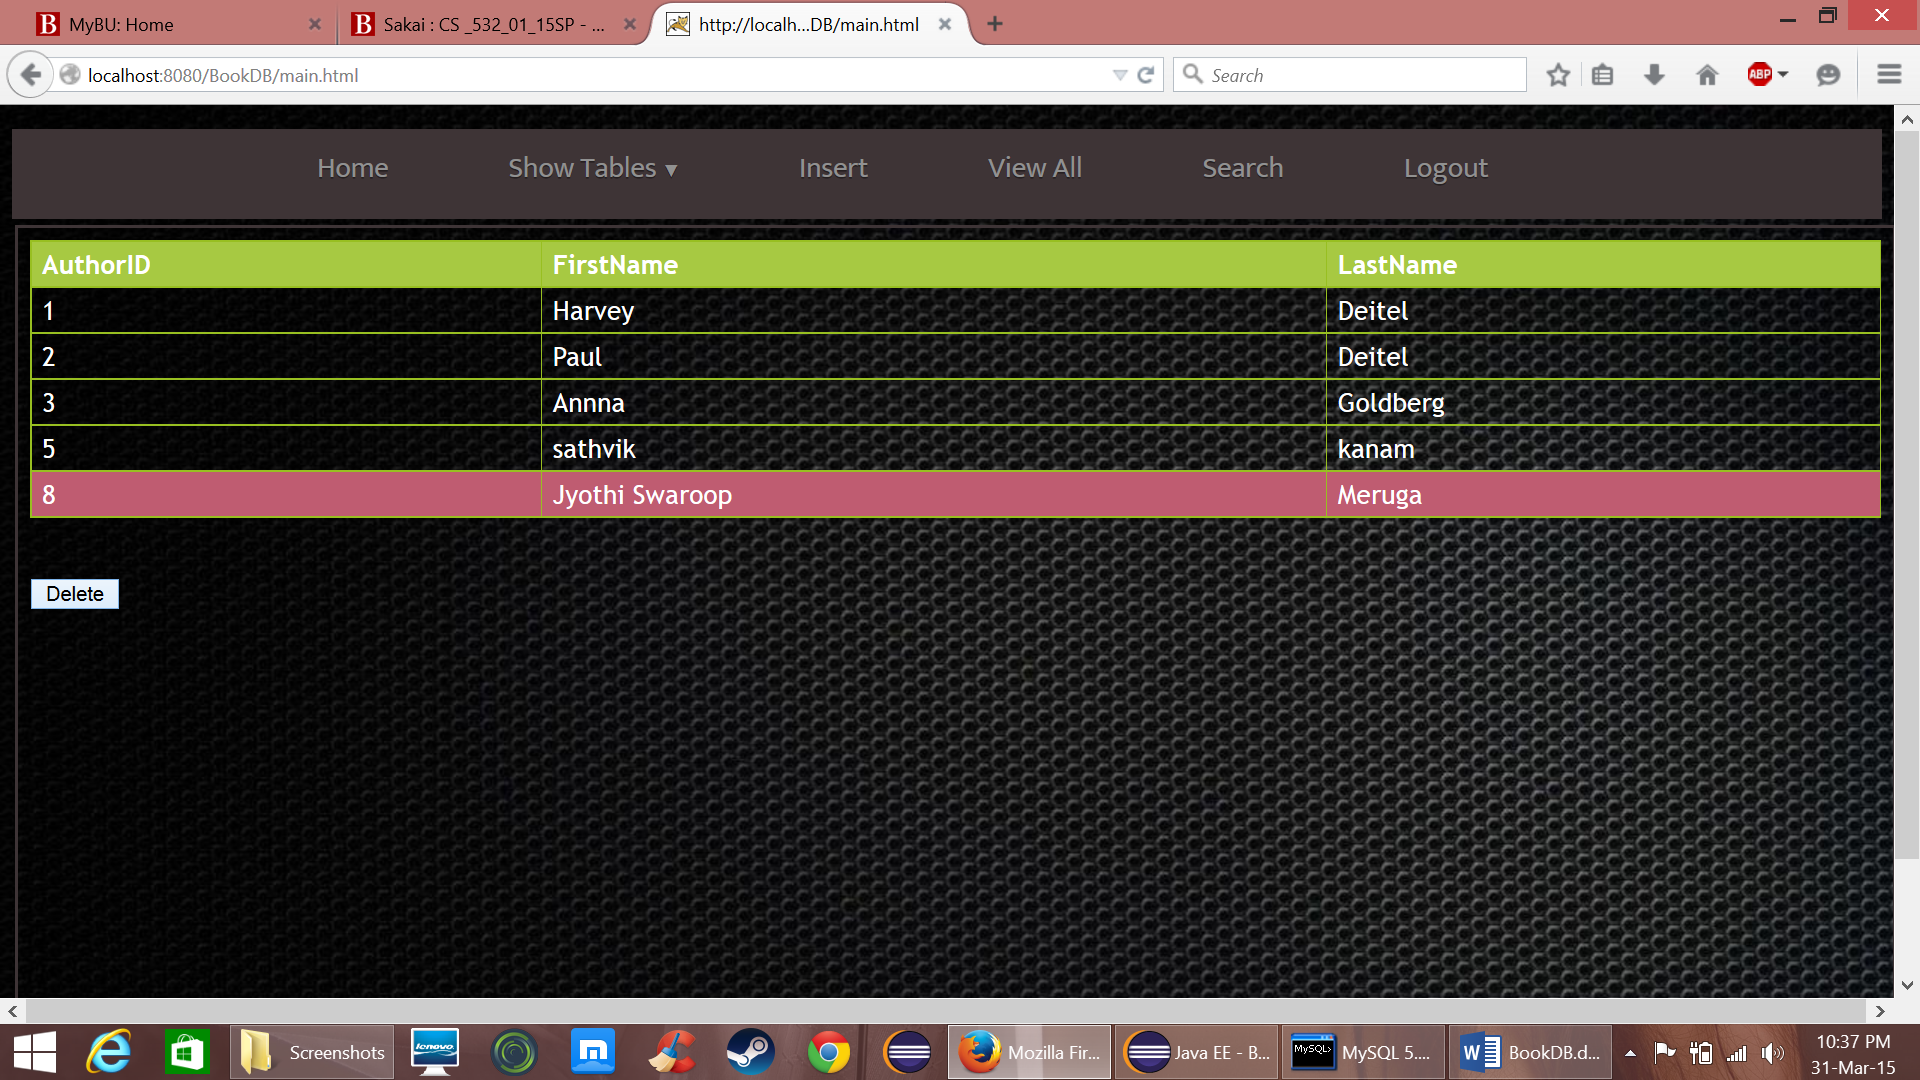 MyBU: Home
Sakai : CS _532_01_15SP - ...
http://localh...DB/main.html
localhost:8080/BookDB/main.html
Search
ABP
Home
Show Tables ▾
Insert
View All
Search
Logout
AuthorID FirstName LastName
1 Harvey Deitel
2 Paul Deitel
3 Annna Goldberg
5 sathvik kanam
8 Jyothi Swaroop Meruga
Delete
Screenshots
lenovo
Mozilla Fir...
Java EE - B...
MySQL>
MySQL 5....
BookDB.d...
10:37 PM
31-Mar-15